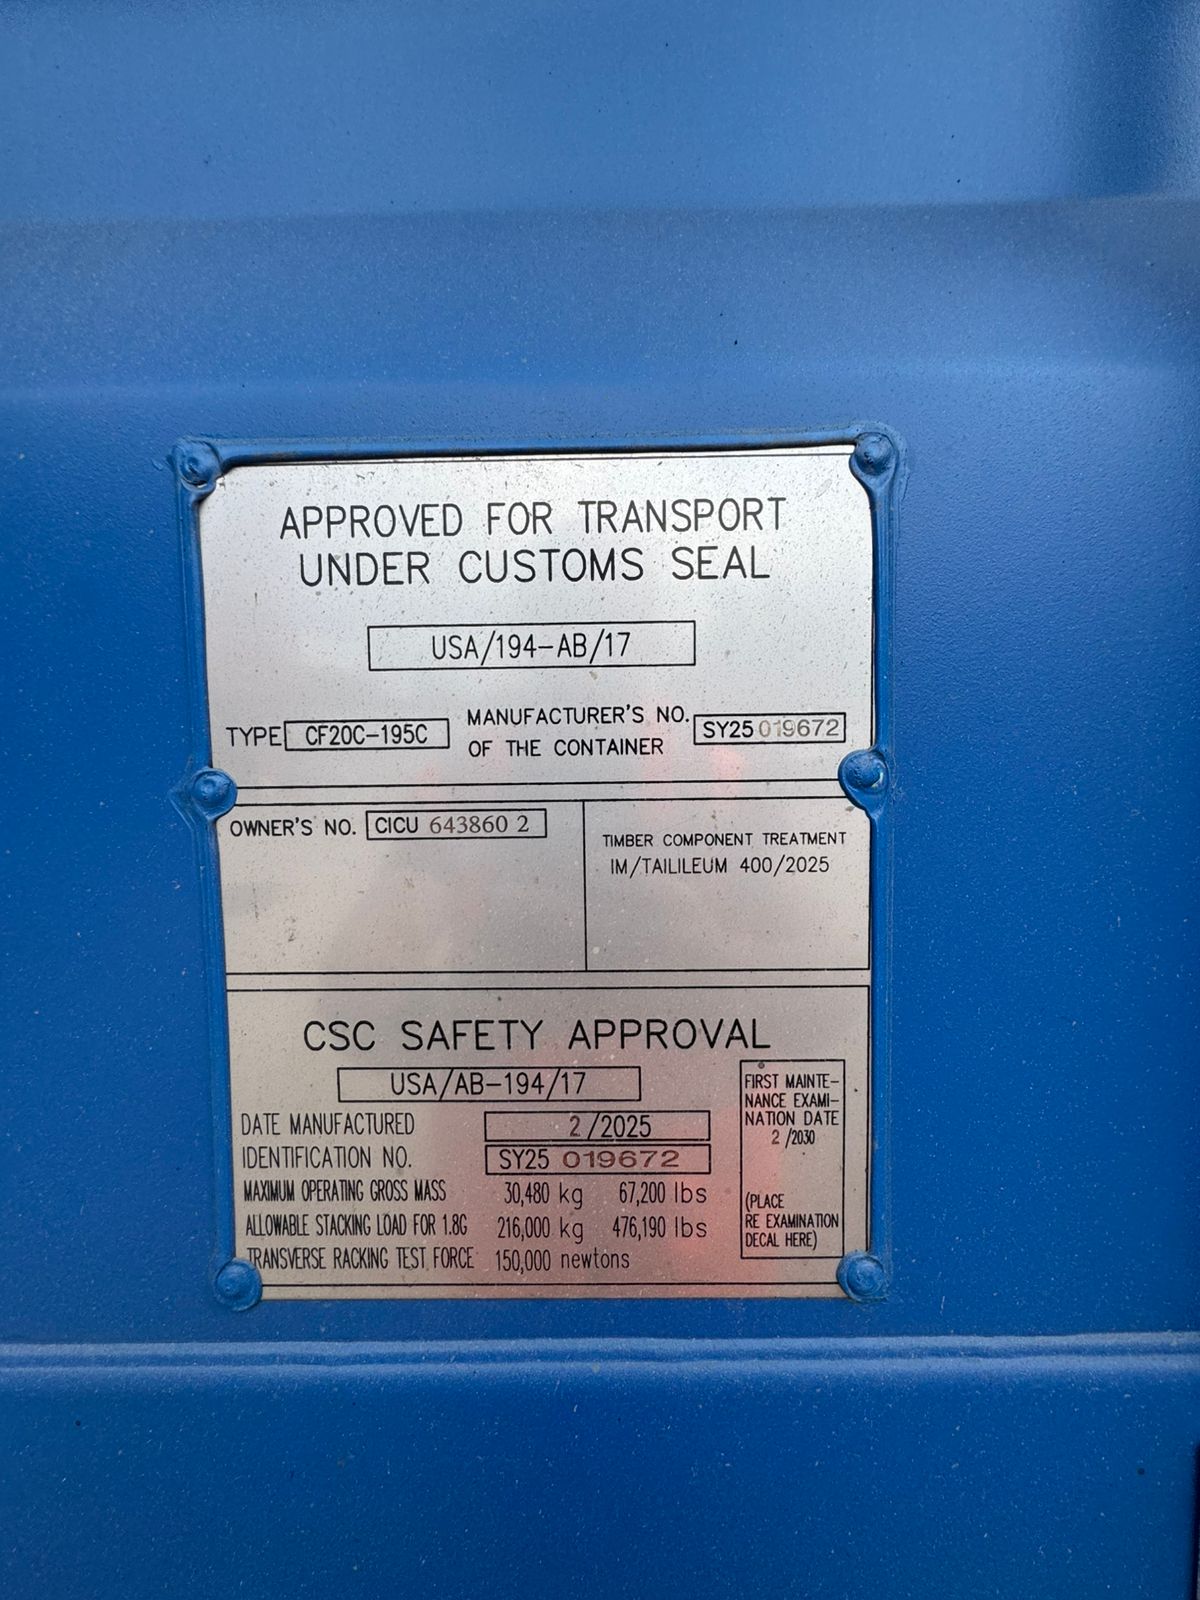 APPROVED FOR TRANSPORT
UNDER CUSTOMS SEAL
USA/194-AB/17
TYPE CF20C-195C
MANUFACTURER'S NO.
OF THE CONTAINER
SY25 019672
OWNER'S NO. CICU 643860 2
TIMBER COMPONENT TREATMENT
IM/TAILILEUM 400/2025
CSC SAFETY APPROVAL
USA/AB-194/17
DATE MANUFACTURED 2/2025
IDENTIFICATION NO. SY25 019672
MAXIMUM OPERATING GROSS MASS 30,480 kg 67,200 lbs
ALLOWABLE STACKING LOAD FOR 1.8G 216,000 kg 476,190 lbs
TRANSVERSE RACKING TEST FORCE 150,000 newtons
FIRST MAINTE-
NANCE EXAMI-
NATION DATE
2 /2030
(PLACE
RE EXAMINATION
DECAL HERE)